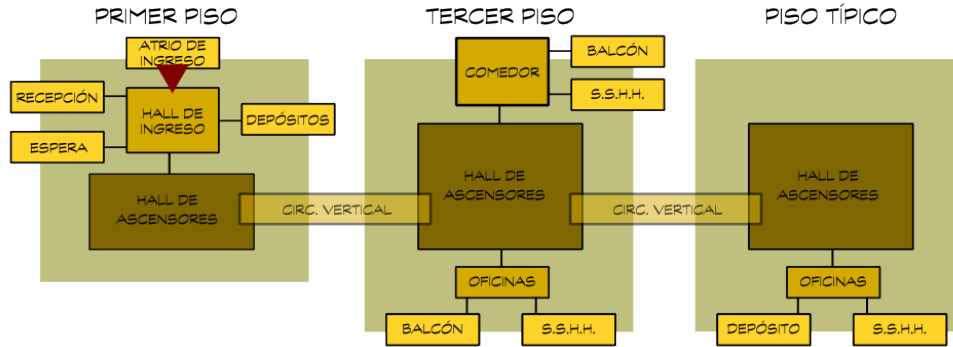 PRIMER PISO
ATRIO DE
INGRESO
RECEPCIÓN
HALL DE
INGRESO
DEPÓSITOS
ESPERA
HALL DE
ASCENSORES
CIRC. VERTICAL
TERCER PISO
COMEDOR
BALCÓN
S.S.H.H.
HALL DE
ASCENSORES
OFICINAS
BALCÓN
S.S.H.H.
CIRC. VERTICAL
PISO TÍPICO
HALL DE
ASCENSORES
OFICINAS
DEPÓSITO
S.S.H.H.